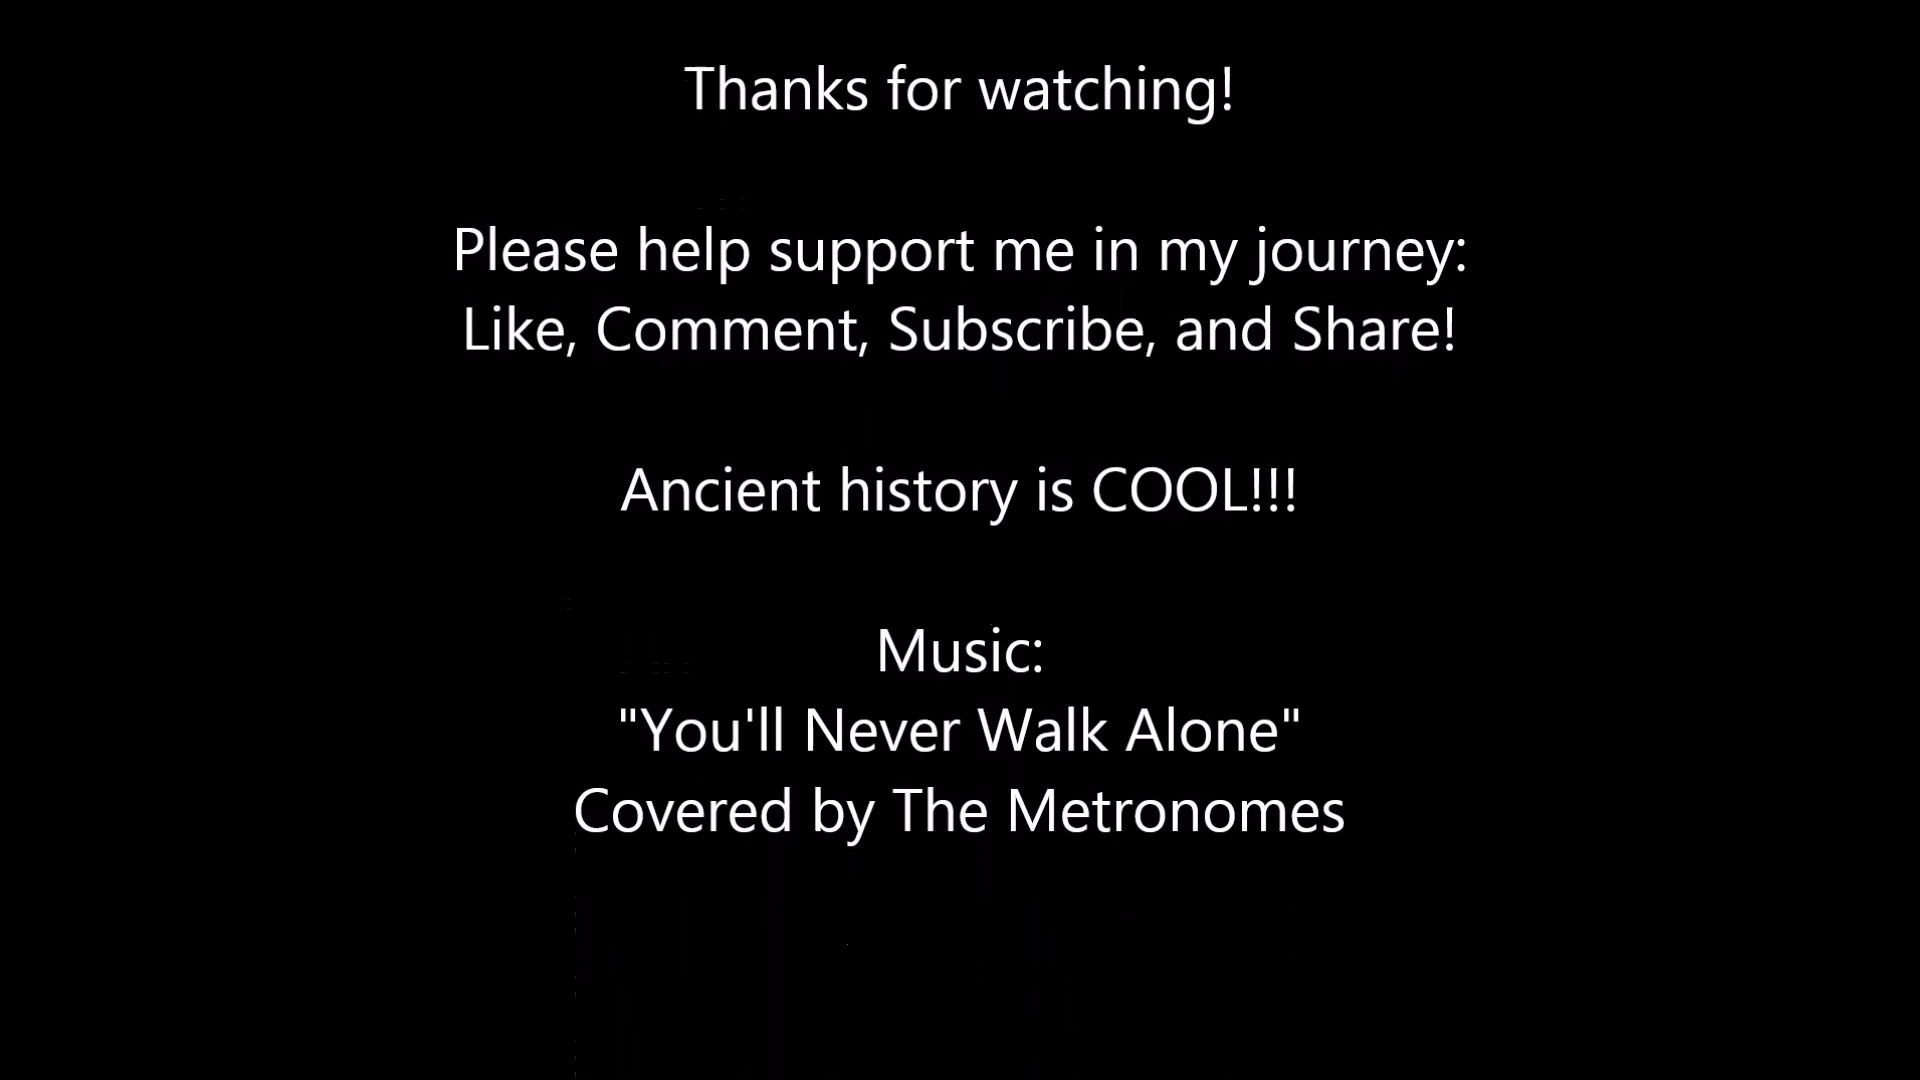 Thanks for watching!
Please help support me in my journey:
Like, Comment, Subscribe, and Share!
Ancient history is COOL!!!
Music:
"You'll Never Walk Alone"
Covered by The Metronomes